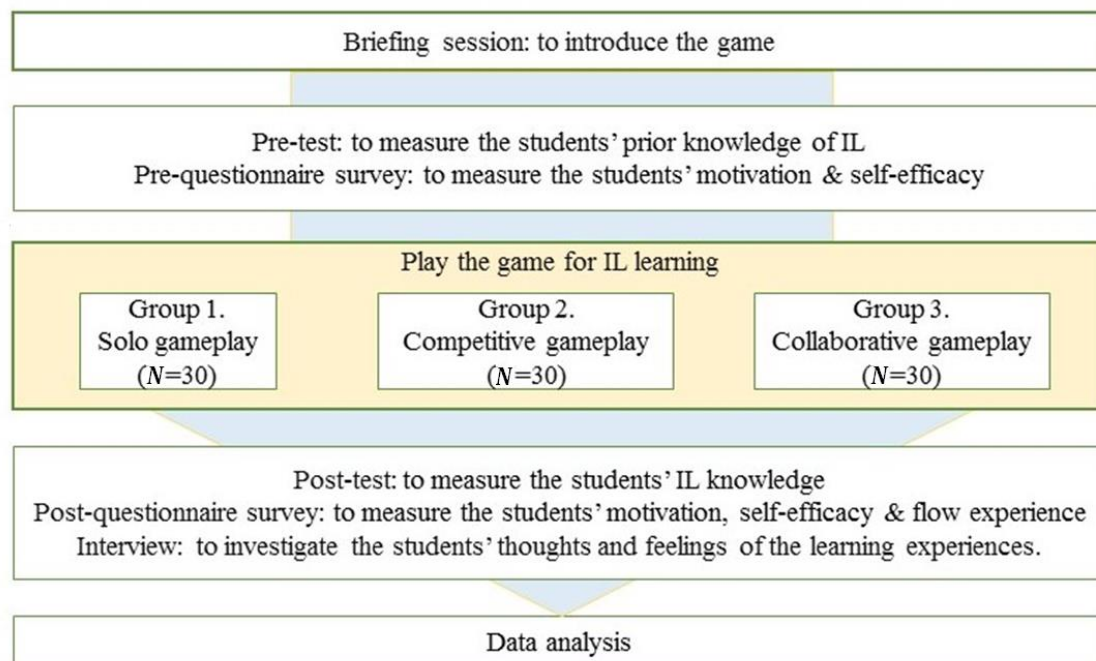 Briefing session: to introduce the game
Pre-test: to measure the students’ prior knowledge of IL
Pre-questionnaire survey: to measure the students’ motivation & self-efficacy
Play the game for IL learning
Group 1.
Solo gameplay
(N=30)
Group 2.
Competitive gameplay
(N=30)
Group 3.
Collaborative gameplay
(N=30)
Post-test: to measure the students’ IL knowledge
Post-questionnaire survey: to measure the students’ motivation, self-efficacy & flow experience
Interview: to investigate the students’ thoughts and feelings of the learning experiences.
Data analysis